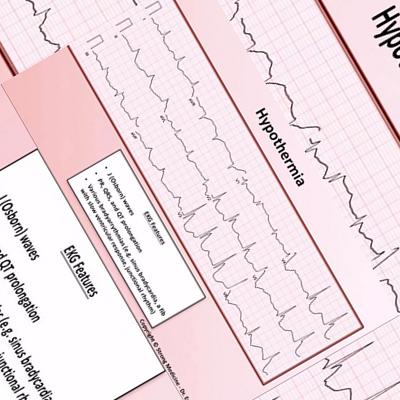 Hypothermia
EKG Features
J (Osborn) waves
PR, QRS, and QT prolongation
Various bradyarrhythmias (e.g. sinus bradycardia, a fib
with slow ventricular response, junctional rhythm)
Copyright © Strong Medicine - Dr. E
Hypo
EKG Features
J (Osborn) waves
nd QT prolongation
(e.g. sinus bradycardia
junctional rh